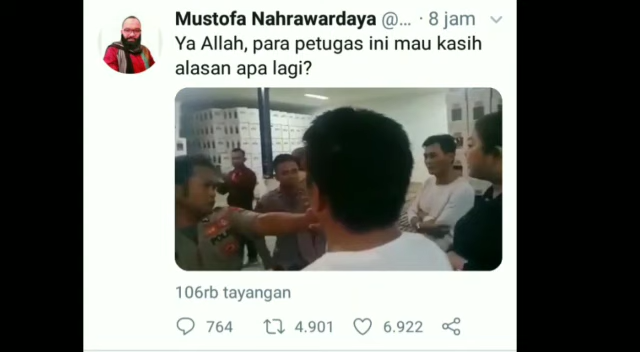 Mustofa Nahrawardaya @... · 8 jam
Ya Allah, para petugas ini mau kasih
alasan apa lagi?
106rb tayangan
764 4.901 6.922